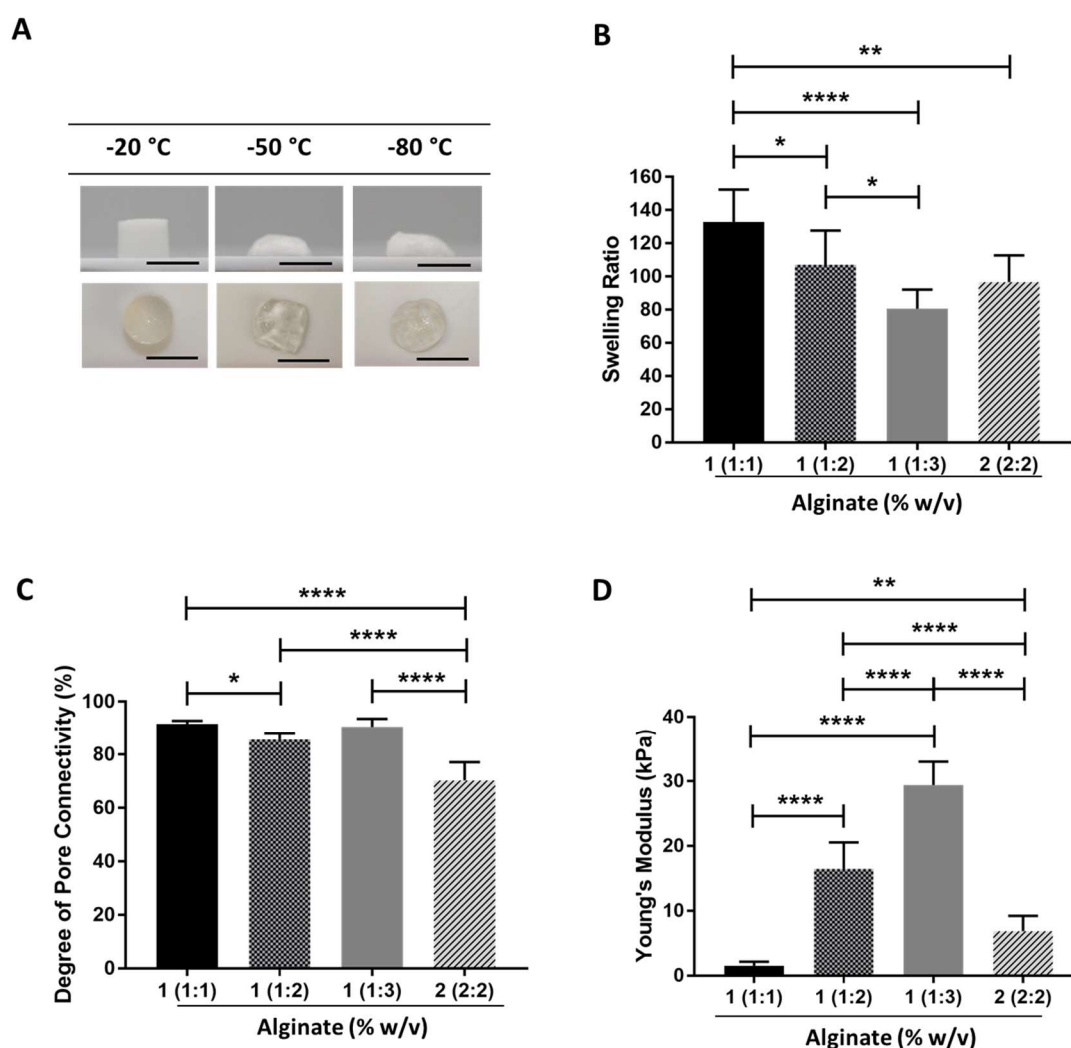 A
-20 °C -50 °C -80 °C
B
**
****
*
*
160
140
120
100
80
60
40
20
0
Swelling Ratio
1 (1:1) 1 (1:2) 1 (1:3) 2 (2:2)
Alginate (% w/v)
C
****
****
* ****
100
80
60
40
20
0
Degree of Pore Connectivity (%)
1 (1:1) 1 (1:2) 1 (1:3) 2 (2:2)
Alginate (% w/v)
D
**
****
**** ****
****
****
40
30
20
10
0
Young's Modulus (kPa)
1 (1:1) 1 (1:2) 1 (1:3) 2 (2:2)
Alginate (% w/v)